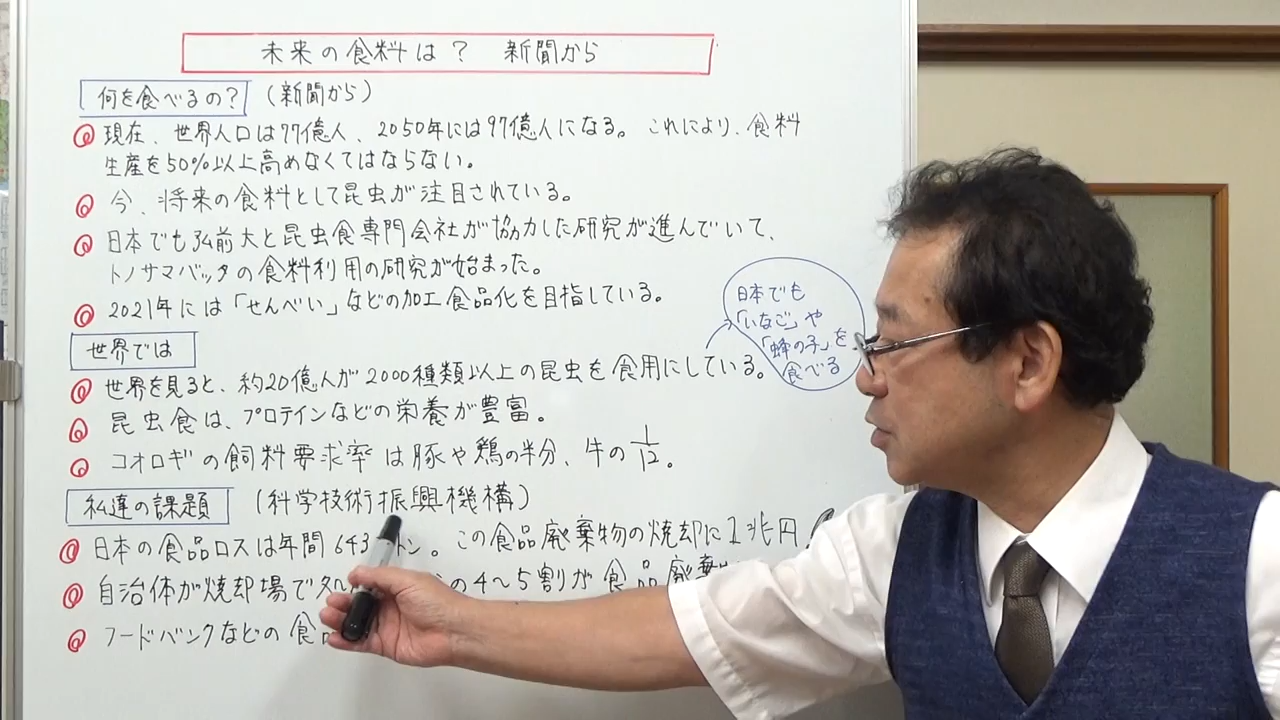 未来の食料は? 新聞から
何を食べるの? (新聞から)
現在、世界人口は77億人、2050年には97億人になる。これにより、食料
生産を50%以上高めなくてはならない。
今、将来の食料として昆虫が注目されている。
日本でも弘前大と昆虫食専門会社が協力した研究が進んでいて、
トノサマバッタの食料利用の研究が始まった。
2021年には「せんべい」などの加工食品化を目指している。
日本でも
「いなご」や
「蜂の子」を
食べる
世界では
世界を見ると、約20億人が2000種類以上の昆虫を食用にしている。
昆虫食は、プロテインなどの栄養が豊富。
コオロギの飼料要求率は豚や鶏の半分、牛の1/12。
私達の課題 (科学技術振興機構)
日本の食品ロスは年間643 トン。この食品廃棄物の焼却に1兆円
自治体が焼却場で の4~5割が食品廃棄
フードバンクなどの食